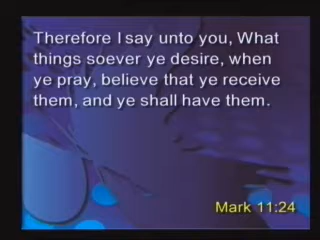 Therefore I say unto you, What
things soever ye desire, when
ye pray, believe that ye receive
them, and ye shall have them.
Mark 11:24